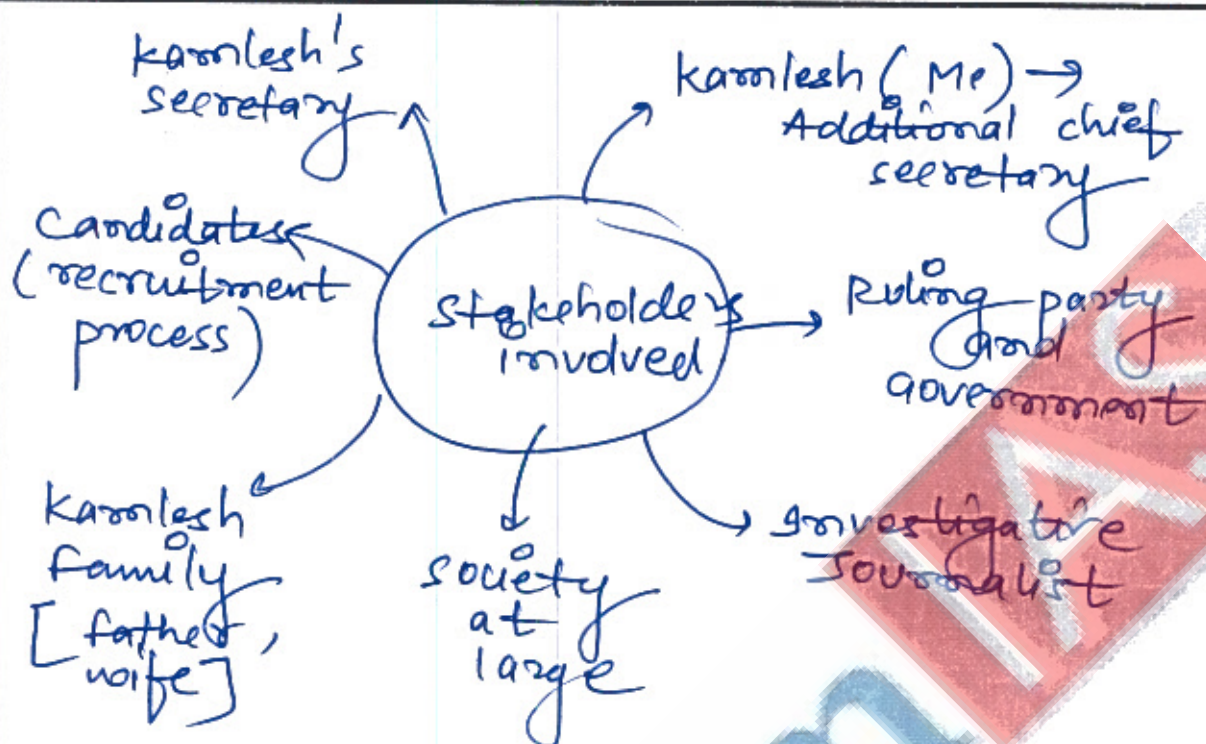 Kamlesh's
secretary
Kamlesh (Me) →
Additional chief
secretary
Candidates
(recruitment
process)
Stakeholders
involved
Ruling party
and
Government
Kamlesh
family
[father,
wife]
society
at
large
Investigative
Journalist
IAS